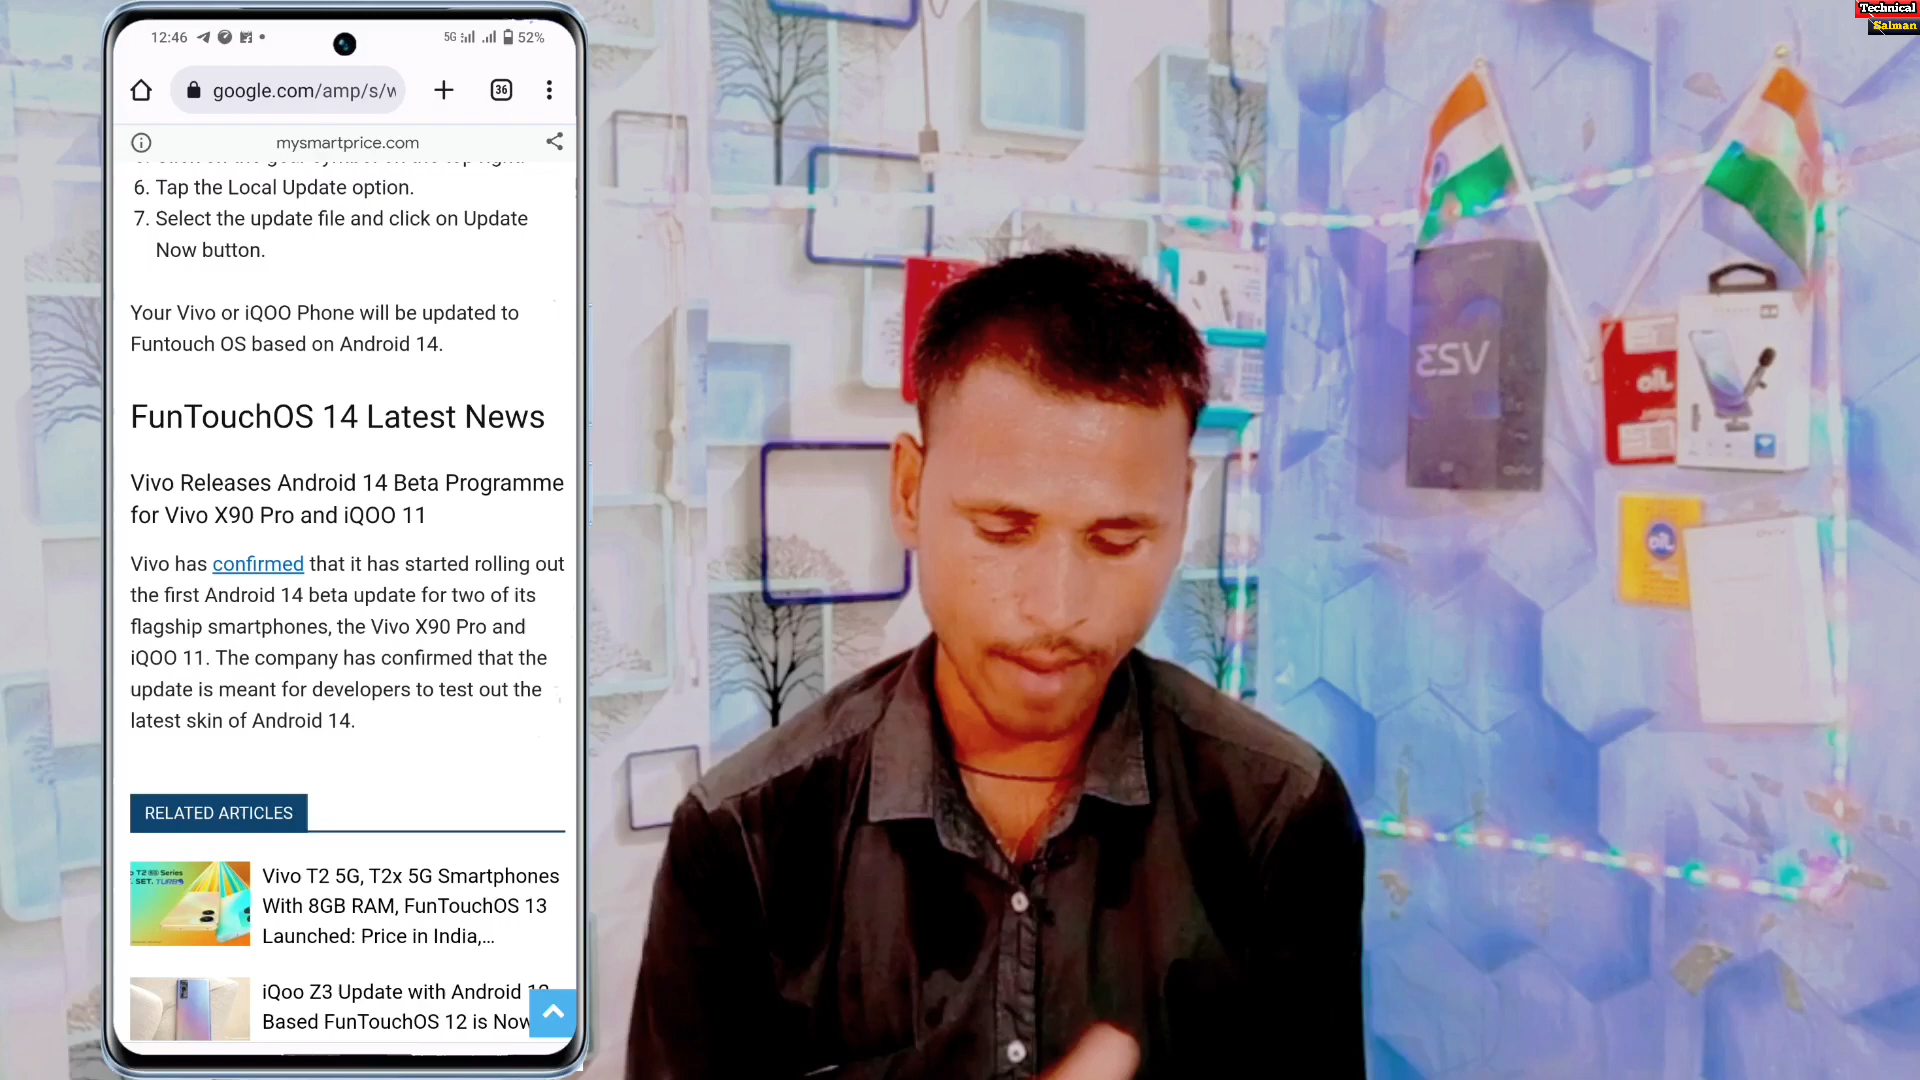 12:46
5G 52%
google.com/amp/s/w
36
mysmartprice.com
6. Tap the Local Update option.
7. Select the update file and click on Update
Now button.
Your Vivo or iQOO Phone will be updated to
Funtouch OS based on Android 14.
FunTouchOS 14 Latest News
Vivo Releases Android 14 Beta Programme
for Vivo X90 Pro and iQOO 11
Vivo has confirmed that it has started rolling out
the first Android 14 beta update for two of its
flagship smartphones, the Vivo X90 Pro and
iQOO 11. The company has confirmed that the
update is meant for developers to test out the
latest skin of Android 14.
RELATED ARTICLES
Vivo T2 5G, T2x 5G Smartphones
With 8GB RAM, FunTouchOS 13
Launched: Price in India,...
iQoo Z3 Update with Android 12
Based FunTouchOS 12 is Now
Technical
Salman
V23
Jio
Jio
vivo